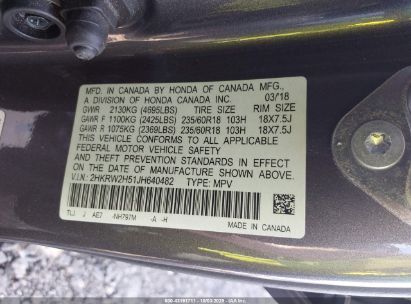 MFD. IN CANADA BY HONDA OF CANADA MFG.,
A DIVISION OF HONDA CANADA INC. 03/18
GVWR 2130KG (4695LBS) TIRE SIZE RIM SIZE
GAWR F 1100KG (2425LBS) 235/60R18 103H 18X7.5J
GAWR R 1075KG (2369LBS) 235/60R18 103H 18X7.5J
THIS VEHICLE CONFORMS TO ALL APPLICABLE
FEDERAL MOTOR VEHICLE SAFETY STANDARDS IN
EFFECT ON THE DATE OF MANUFACTURE SHOWN ABOVE.
V.I.N.: 2HKRW2H51JH640482 TYPE: MPV
TLJ J AE7 NH797M -A -H
MADE IN CANADA